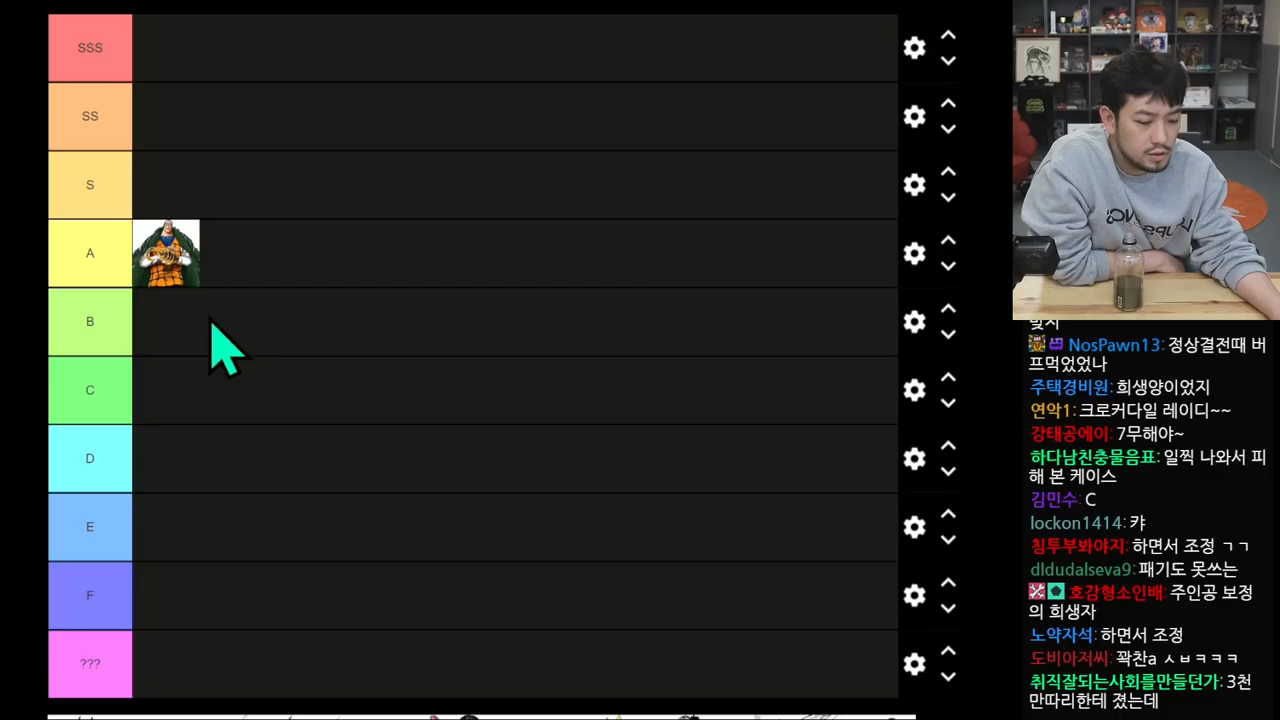 SSS
SS
S
A
B
C
D
E
F
???
맞지
NosPawn13: 정상결전때 버
프먹었었나
주택경비원: 희생양이었지
연악1: 크로커다일 레이디~~
강태공에이: 7무해야~
하다남친충물음표: 일찍 나와서 피
해 본 케이스
김민수: C
lockon1414: 캬
침투부봐야지: 하면서 조정 ㄱㄱ
dldudalseva9: 패기도 못쓰는
호감형소인배: 주인공 보정
의 희생자
노약자석: 하면서 조정
도비아저씨: 꽉찬a ㅅㅂㅋㅋㅋ
취직잘되는사회를만들던가: 3천
만따리한테 졌는데